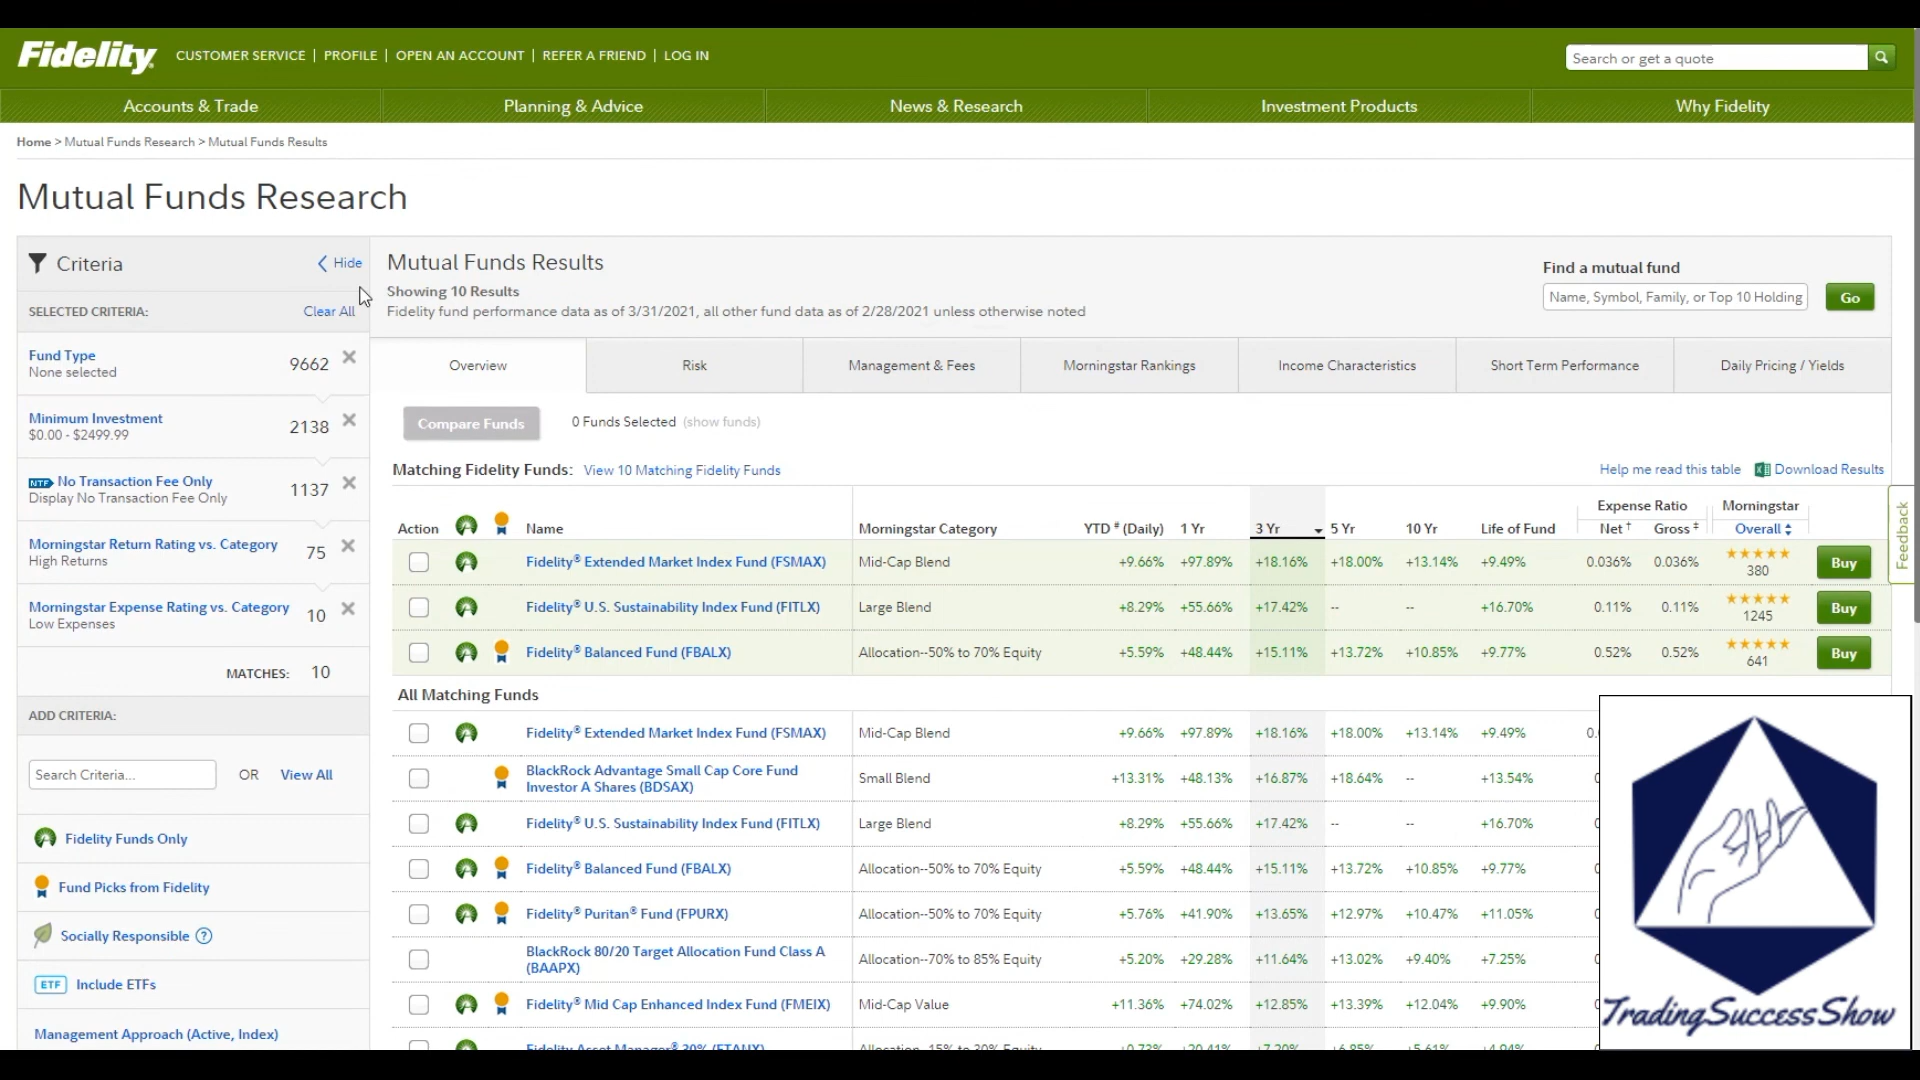 Fidelity
CUSTOMER SERVICE | PROFILE | OPEN AN ACCOUNT | REFER A FRIEND | LOG IN
Search or get a quote
Accounts & Trade Planning & Advice News & Research Investment Products Why Fidelity
Home > Mutual Funds Research > Mutual Funds Results
Mutual Funds Research
Criteria Hide
SELECTED CRITERIA: Clear All
Fund Type 9662
None selected
Minimum Investment 2138
$0.00 - $2499.99
NTF No Transaction Fee Only 1137
Display No Transaction Fee Only
Morningstar Return Rating vs. Category 75
High Returns
Morningstar Expense Rating vs. Category 10
Low Expenses
MATCHES: 10
ADD CRITERIA:
Search Criteria... OR View All
Fidelity Funds Only
Fund Picks from Fidelity
Socially Responsible ?
ETF Include ETFs
Management Approach (Active, Index)
Mutual Funds Results
Showing 10 Results
Fidelity fund performance data as of 3/31/2021, all other fund data as of 2/28/2021 unless otherwise noted
Find a mutual fund
Name, Symbol, Family, or Top 10 Holding Go
Overview Risk Management & Fees Morningstar Rankings Income Characteristics Short Term Performance Daily Pricing / Yields
Compare Funds 0 Funds Selected (show funds)
Matching Fidelity Funds: View 10 Matching Fidelity Funds Help me read this table Download Results
Expense Ratio Morningstar
Action Name Morningstar Category YTD # (Daily) 1 Yr 3 Yr 5 Yr 10 Yr Life of Fund Net † Gross ‡ Overall
Fidelity® Extended Market Index Fund (FSMAX) Mid-Cap Blend +9.66% +97.89% +18.16% +18.00% +13.14% +9.49% 0.036% 0.036% 380 Buy
Fidelity® U.S. Sustainability Index Fund (FITLX) Large Blend +8.29% +55.66% +17.42% -- -- +16.70% 0.11% 0.11% 1245 Buy
Fidelity® Balanced Fund (FBALX) Allocation--50% to 70% Equity +5.59% +48.44% +15.11% +13.72% +10.85% +9.77% 0.52% 0.52% 641 Buy
Feedback
All Matching Funds
Fidelity® Extended Market Index Fund (FSMAX) Mid-Cap Blend +9.66% +97.89% +18.16% +18.00% +13.14% +9.49% 0.
BlackRock Advantage Small Cap Core Fund
Investor A Shares (BDSAX) Small Blend +13.31% +48.13% +16.87% +18.64% -- +13.54%
Fidelity® U.S. Sustainability Index Fund (FITLX) Large Blend +8.29% +55.66% +17.42% -- -- +16.70%
Fidelity® Balanced Fund (FBALX) Allocation--50% to 70% Equity +5.59% +48.44% +15.11% +13.72% +10.85% +9.77%
Fidelity® Puritan® Fund (FPURX) Allocation--50% to 70% Equity +5.76% +41.90% +13.65% +12.97% +10.47% +11.05%
BlackRock 80/20 Target Allocation Fund Class A
(BAAPX) Allocation--70% to 85% Equity +5.20% +29.28% +11.64% +13.02% +9.40% +7.25%
Fidelity® Mid Cap Enhanced Index Fund (FMEIX) Mid-Cap Value +11.36% +74.02% +12.85% +13.39% +12.04% +9.90%
TradingSuccessShow